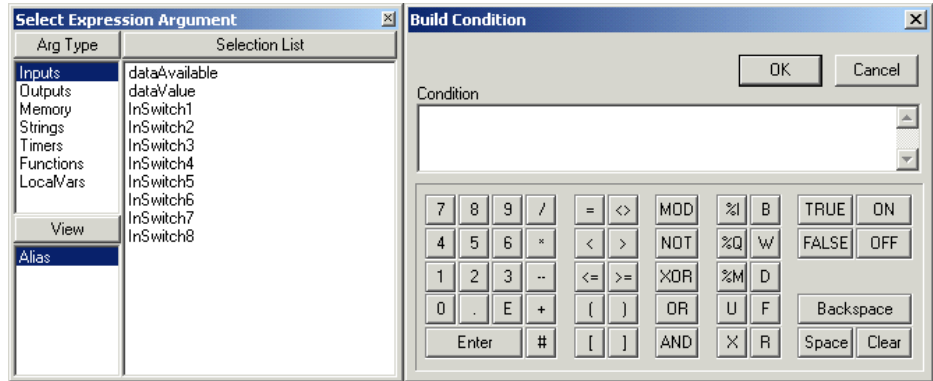 Select Expression Argument
Arg Type Selection List
Inputs
Outputs
Memory
Strings
Timers
Functions
LocalVars
View
Alias
dataAvailable
dataValue
InSwitch1
InSwitch2
InSwitch3
InSwitch4
InSwitch5
InSwitch6
InSwitch7
InSwitch8
Build Condition
OK Cancel
Condition
7 8 9 / = <> MOD %I B TRUE ON
4 5 6 * < > NOT %Q W FALSE OFF
1 2 3 -- <= >= XOR %M D
0 . E + ( ) OR U F Backspace
Enter # [ ] AND X R Space Clear